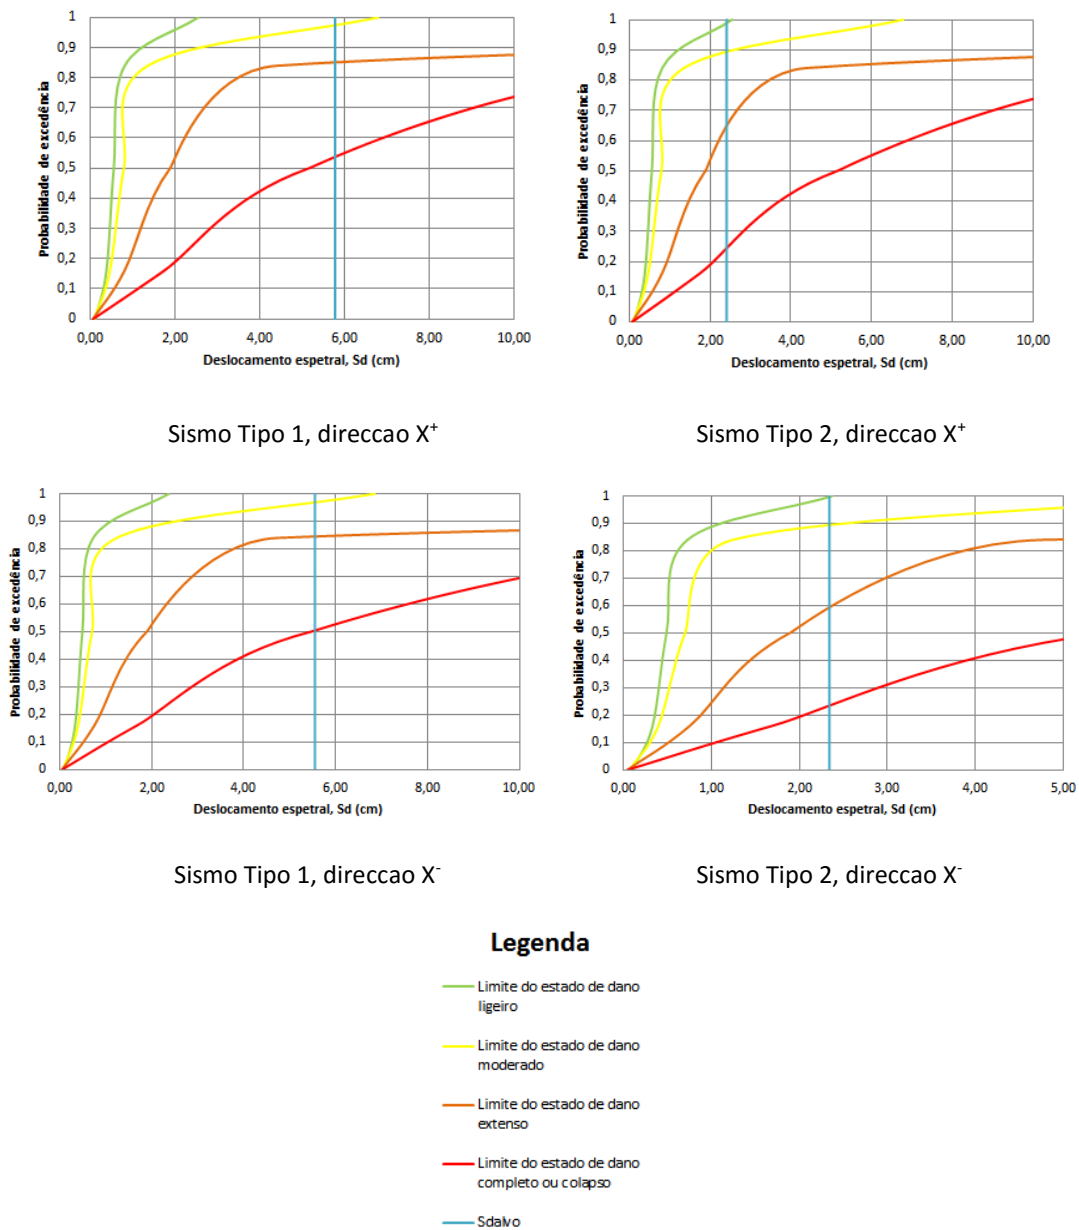 1
0,9
0,8
0,7
0,6
0,5
0,4
0,3
0,2
0,1
0
Probabilidade de excedência
0,00 2,00 4,00 6,00 8,00 10,00
Deslocamento espetral, Sd (cm)
Sismo Tipo 1, direccao X⁺
1
0,9
0,8
0,7
0,6
0,5
0,4
0,3
0,2
0,1
0
Probabilidade de excedência
0,00 2,00 4,00 6,00 8,00 10,00
Deslocamento espetral, Sd (cm)
Sismo Tipo 2, direccao X⁺
1
0,9
0,8
0,7
0,6
0,5
0,4
0,3
0,2
0,1
0
Probabilidade de excedência
0,00 2,00 4,00 6,00 8,00 10,00
Deslocamento espetral, Sd (cm)
Sismo Tipo 1, direccao X⁻
1
0,9
0,8
0,7
0,6
0,5
0,4
0,3
0,2
0,1
0
Probabilidade de excedência
0,00 1,00 2,00 3,00 4,00 5,00
Deslocamento espetral, Sd (cm)
Sismo Tipo 2, direccao X⁻
Legenda
Limite do estado de dano
ligeiro
Limite do estado de dano
moderado
Limite do estado de dano
extenso
Limite do estado de dano
completo ou colapso
Sdalvo